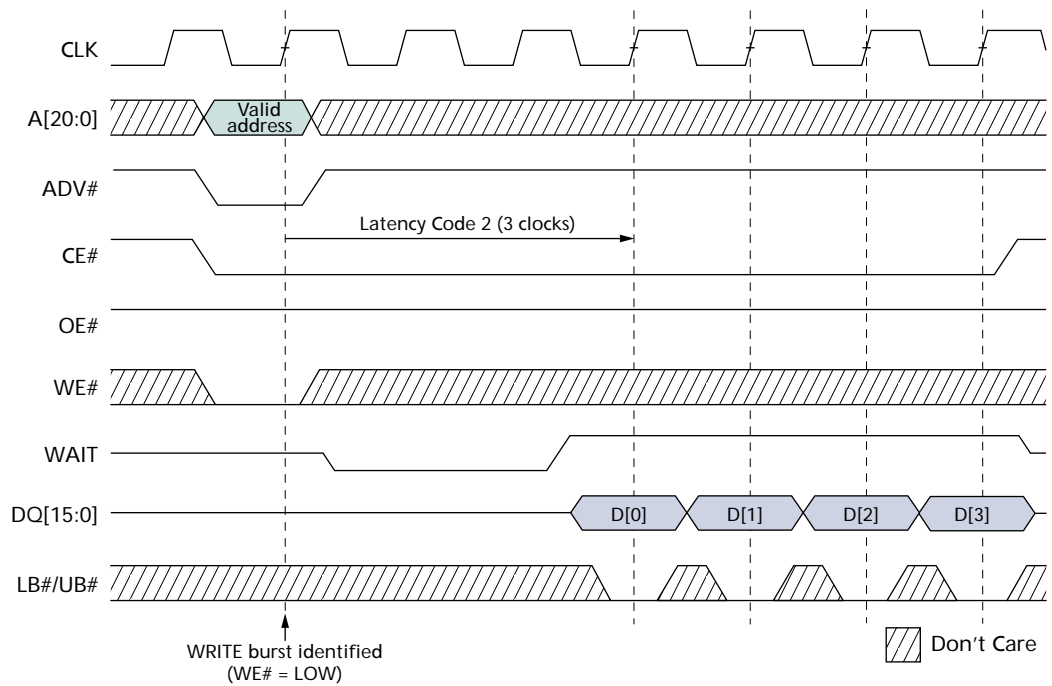 CLK
A[20:0]
Valid
address
ADV#
Latency Code 2 (3 clocks)
CE#
OE#
WE#
WAIT
DQ[15:0]
D[0]
D[1]
D[2]
D[3]
LB#/UB#
WRITE burst identified
(WE# = LOW)
Don't Care